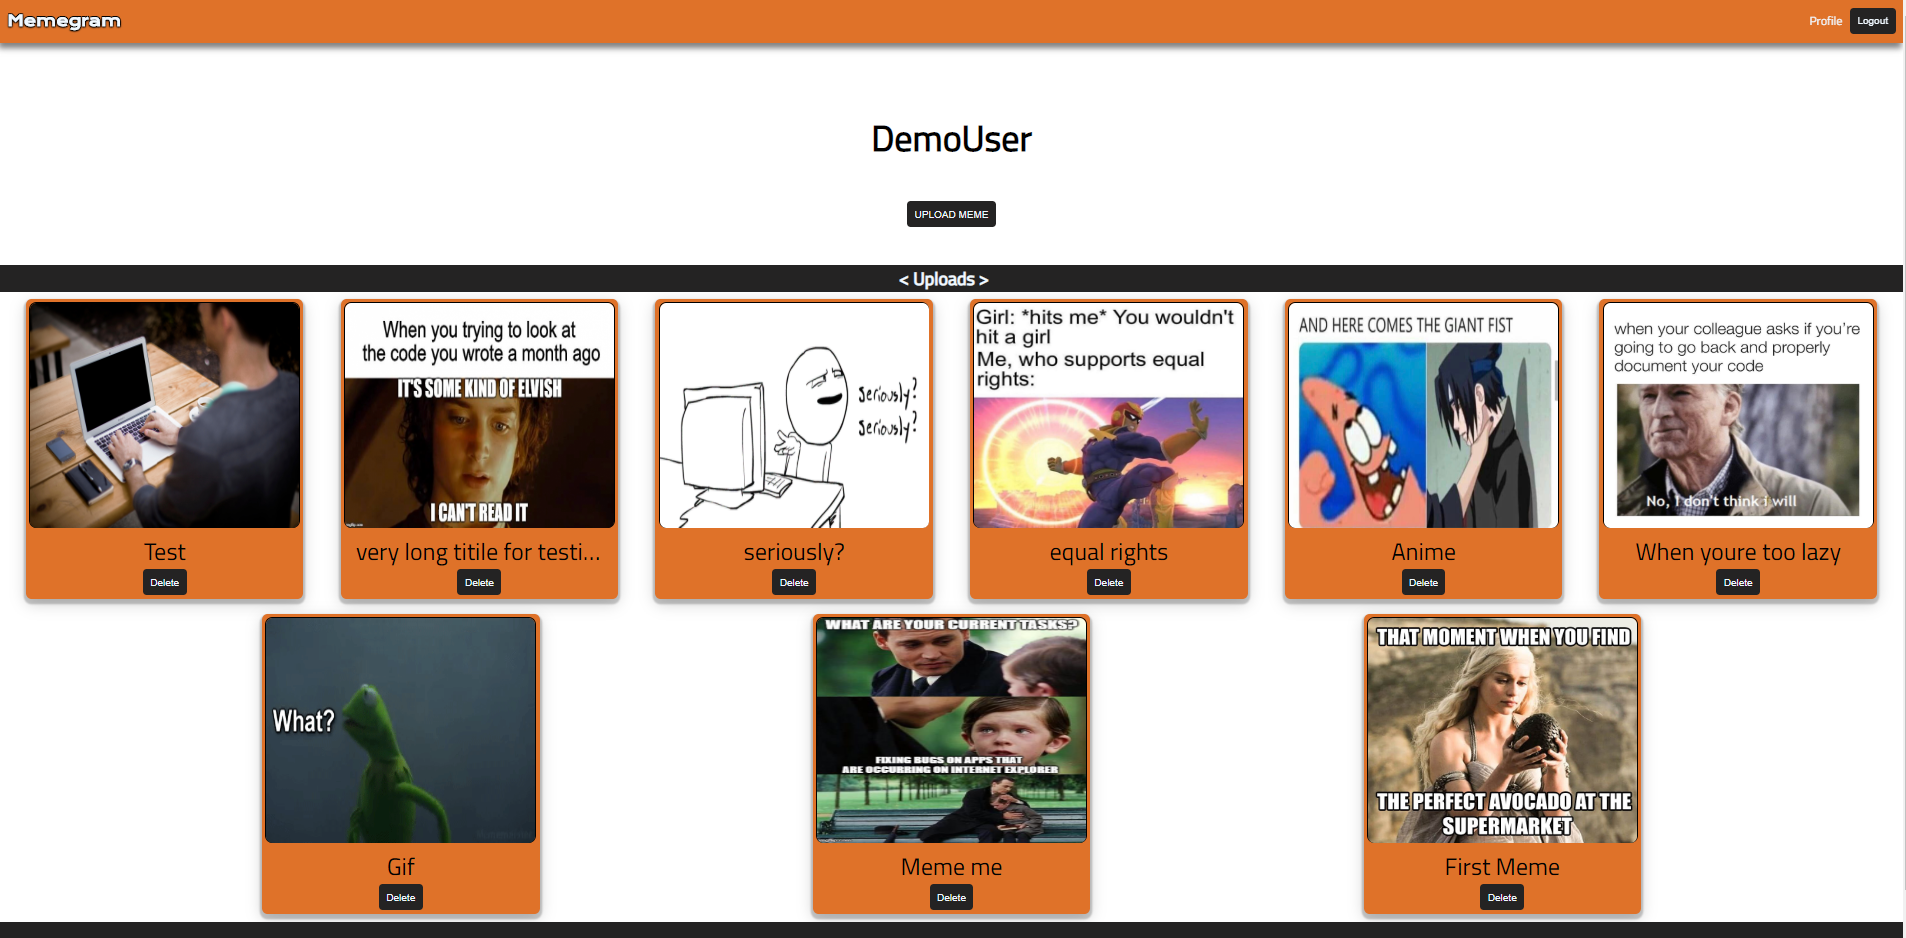 Memegram
Profile
Logout
DemoUser
UPLOAD MEME
< Uploads >
When you trying to look at
the code you wrote a month ago
IT'S SOME KIND OF ELVISH
I CAN'T READ IT
imgflip.com
seriously?
seriously?
Girl: *hits me* You wouldn't
hit a girl
Me, who supports equal
rights:
AND HERE COMES THE GIANT FIST
when your colleague asks if you're
going to go back and properly
document your code
No, I don't think i will
Test
Delete
very long titile for testi...
Delete
seriously?
Delete
equal rights
Delete
Anime
Delete
When youre too lazy
Delete
What?
WHAT ARE YOUR CURRENT TASKS?
FIXING BUGS ON APPS THAT
ARE OCCURRING ON INTERNET EXPLORER
THAT MOMENT WHEN YOU FIND
THE PERFECT AVOCADO AT THE
SUPERMARKET
Gif
Delete
Meme me
Delete
First Meme
Delete